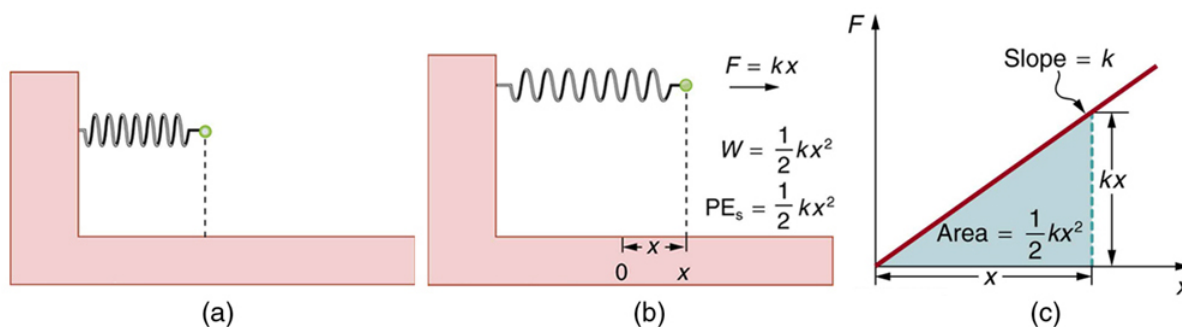 (a)
F = kx
W = 1/2 kx²
PEₛ = 1/2 kx²
x
0
x
(b)
F
Slope = k
kx
Area = 1/2 kx²
x
x
(c)